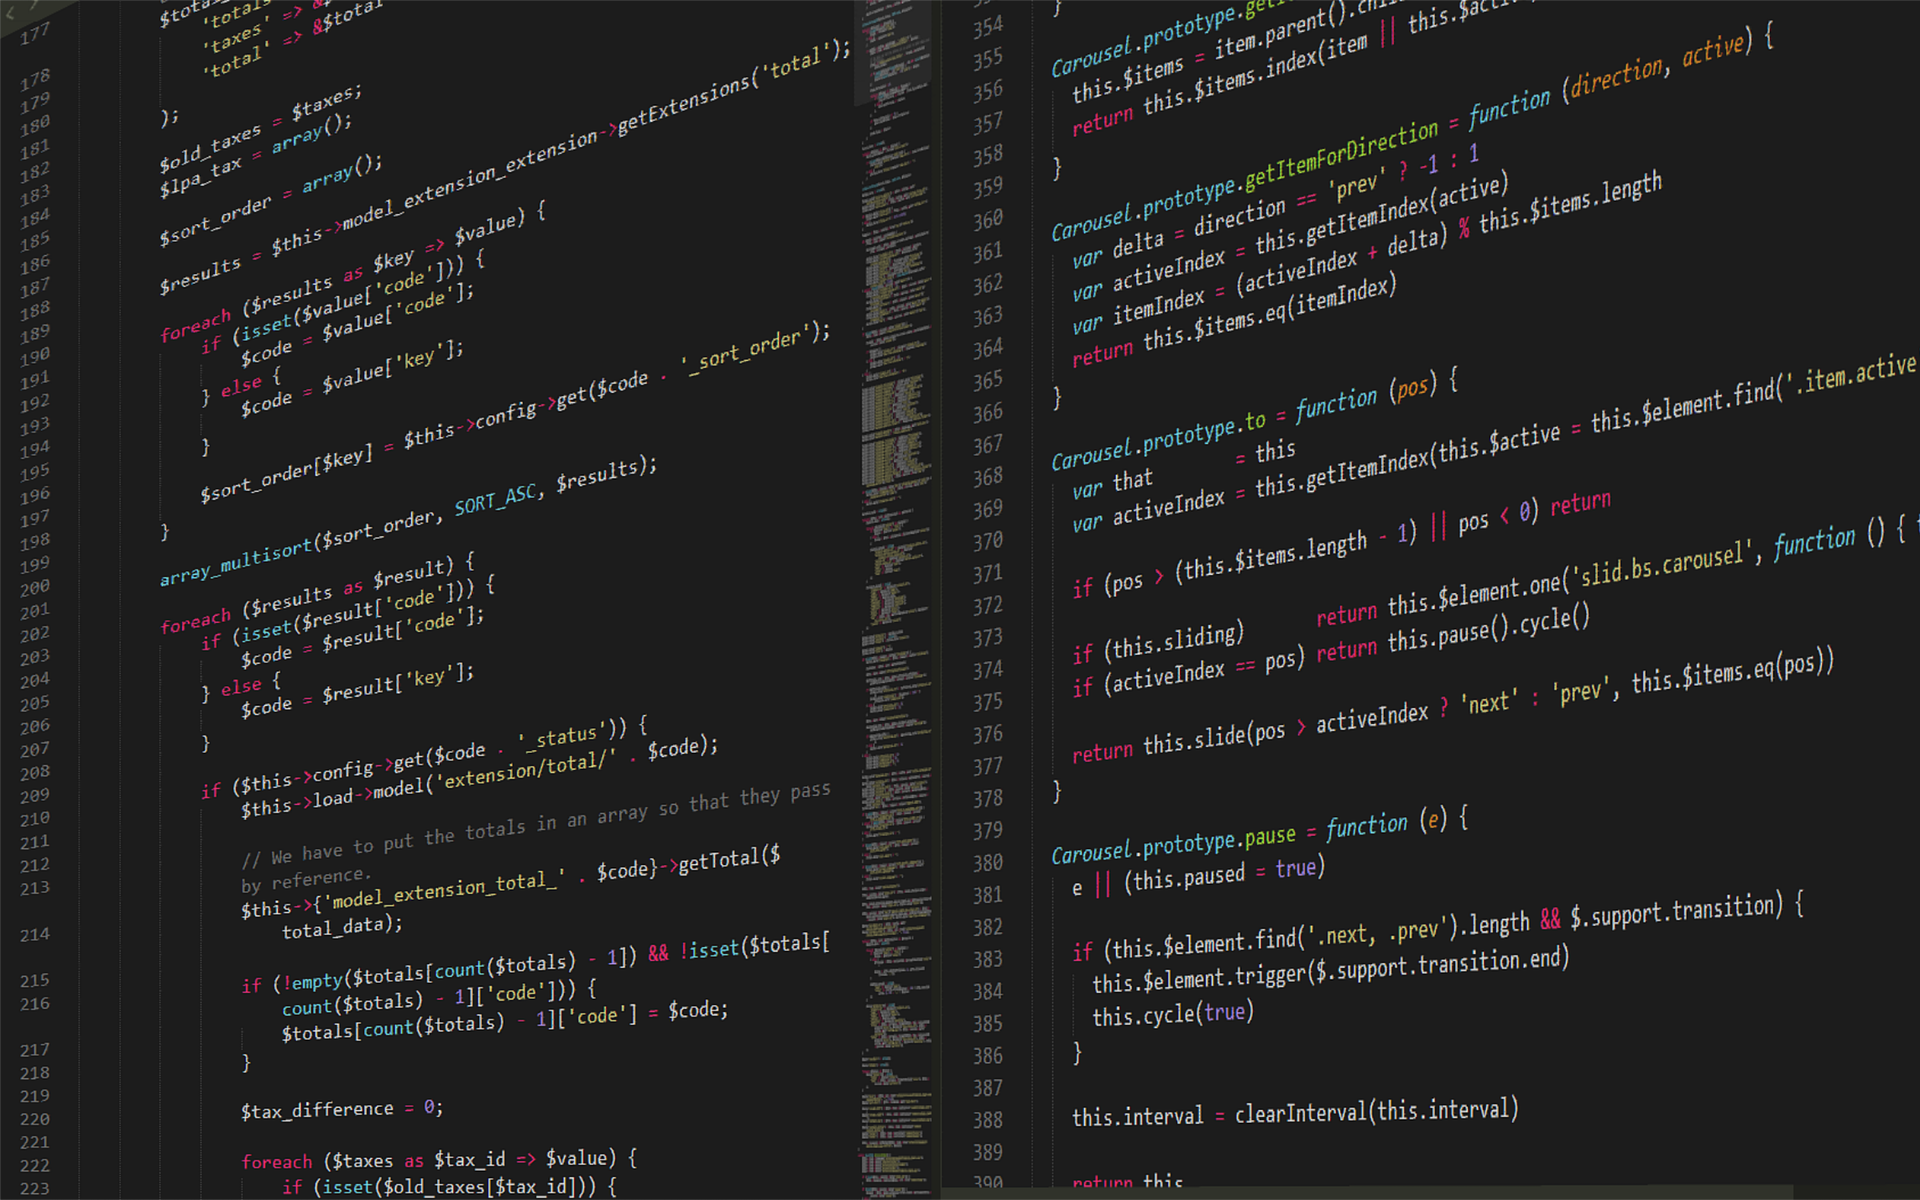 177
178
179
180
181
182
183
184
185
186
187
188
189
190
191
192
193
194
195
196
197
198
199
200
201
202
203
204
205
206
207
208
209
210
211
212
213
214
215
216
217
218
219
220
221
222
223
'totals' =>
'taxes' => &$total
'total' => &$total
);
$old_taxes = $taxes;
$lpa_tax = array();
$sort_order = array();
$results = $this->model_extension_extension->getExtensions('total');
foreach ($results as $key => $value) {
if (isset($value['code'])) {
$code = $value['code'];
} else {
$code = $value['key'];
}
$sort_order[$key] = $this->config->get($code . '_sort_order');
}
array_multisort($sort_order, SORT_ASC, $results);
foreach ($results as $result) {
if (isset($result['code'])) {
$code = $result['code'];
} else {
$code = $result['key'];
}
if ($this->config->get($code . '_status')) {
$this->load->model('extension/total/' . $code);
// We have to put the totals in an array so that they pass
by reference.
$this->{'model_extension_total_' . $code}->getTotal($
total_data);
if (!empty($totals[count($totals) - 1]) && !isset($totals[
count($totals) - 1]['code'])) {
$totals[count($totals) - 1]['code'] = $code;
}
$tax_difference = 0;
foreach ($taxes as $tax_id => $value) {
if (isset($old_taxes[$tax_id])) {
354
355
356
357
358
359
360
361
362
363
364
365
366
367
368
369
370
371
372
373
374
375
376
377
378
379
380
381
382
383
384
385
386
387
388
389
390
}
Carousel.prototype.
this.$items = item.parent().
return this.$items.index(item || this.
}
Carousel.prototype.getItemForDirection = function (direction, active) {
var delta = direction == 'prev' ? -1 : 1
var activeIndex = this.getItemIndex(active)
var itemIndex = (activeIndex + delta) % this.$items.length
return this.$items.eq(itemIndex)
}
Carousel.prototype.to = function (pos) {
var that = this
var activeIndex = this.getItemIndex(this.$active = this.$element.find('.item.active
if (pos > (this.$items.length - 1) || pos < 0) return
if (this.sliding) return this.$element.one('slid.bs.carousel', function () {
if (activeIndex == pos) return this.pause().cycle()
return this.slide(pos > activeIndex ? 'next' : 'prev', this.$items.eq(pos))
}
Carousel.prototype.pause = function (e) {
e || (this.paused = true)
if (this.$element.find('.next, .prev').length && $.support.transition) {
this.$element.trigger($.support.transition.end)
this.cycle(true)
}
this.interval = clearInterval(this.interval)
return this